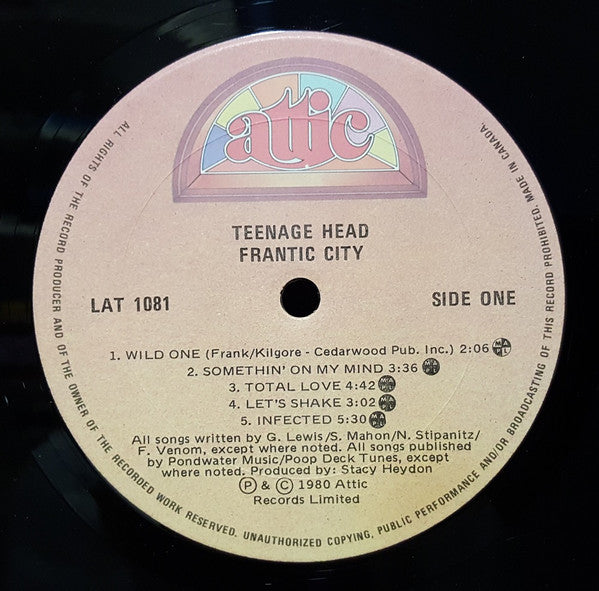 attic
TEENAGE HEAD
FRANTIC CITY
LAT 1081
SIDE ONE
1. WILD ONE (Frank/Kilgore - Cedarwood Pub. Inc.) 2:06 MAPL
2. SOMETHIN' ON MY MIND 3:36 MAPL
3. TOTAL LOVE 4:42 MAPL
4. LET'S SHAKE 3:02 MAPL
5. INFECTED 5:30 MAPL
All songs written by G. Lewis/S. Mahon/N. Stipanitz/
F. Venom, except where noted. All songs published
by Pondwater Music/Poop Deck Tunes, except
where noted. Produced by: Stacy Heydon
Ⓟ & © 1980 Attic
Records Limited
ALL RIGHTS OF THE RECORD PRODUCER AND OF THE OWNER OF THE RECORDED WORK RESERVED. UNAUTHORIZED COPYING, PUBLIC PERFORMANCE AND/OR BROADCASTING OF THIS RECORD PROHIBITED. MADE IN CANADA.